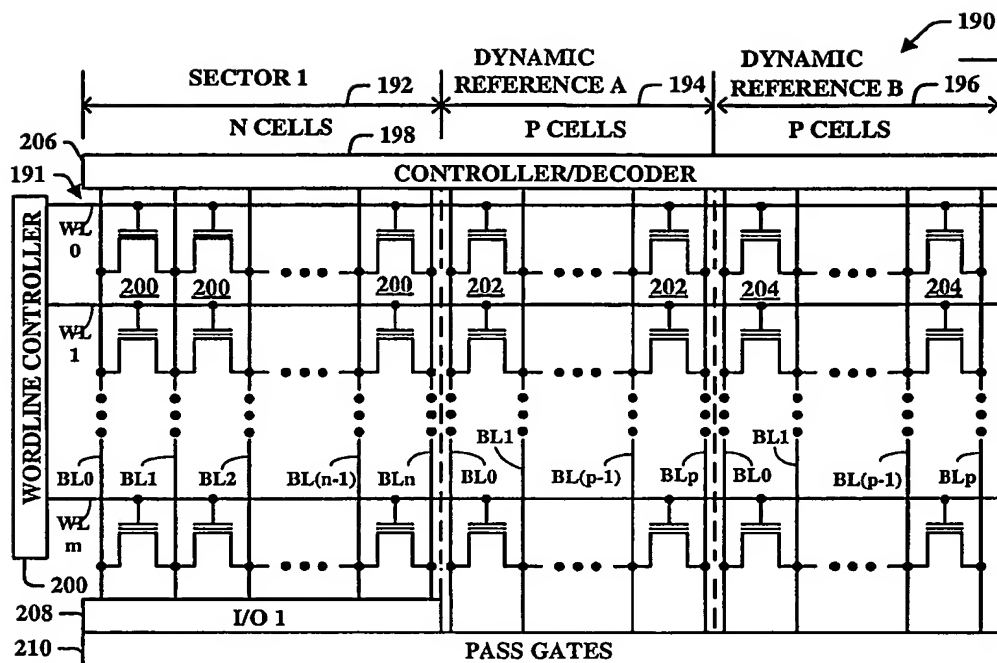 190
SECTOR 1
DYNAMIC REFERENCE A
DYNAMIC REFERENCE B
192
194
196
N CELLS
P CELLS
P CELLS
206
198
CONTROLLER/DECODER
191
WORDLINE CONTROLLER
WL 0
200 200 200 202 202 204 204
WL 1
BL0 BL1 BL2 BL(n-1) BLn BL0 BL1 BL(p-1) BLp BL0 BL1 BL(p-1) BLp
WL m
200
208
I/O 1
210
PASS GATES